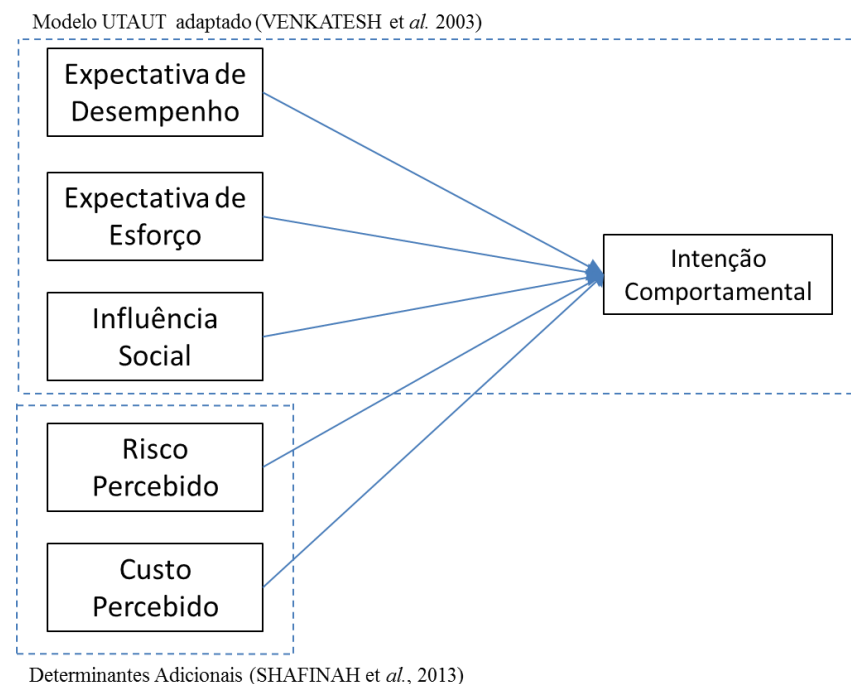 Modelo UTAUT adaptado (VENKATESH et al. 2003)
Expectativa de
Desempenho
Expectativa de
Esforço
Influência
Social
Intenção
Comportamental
Risco
Percebido
Custo
Percebido
Determinantes Adicionais (SHAFINAH et al., 2013)